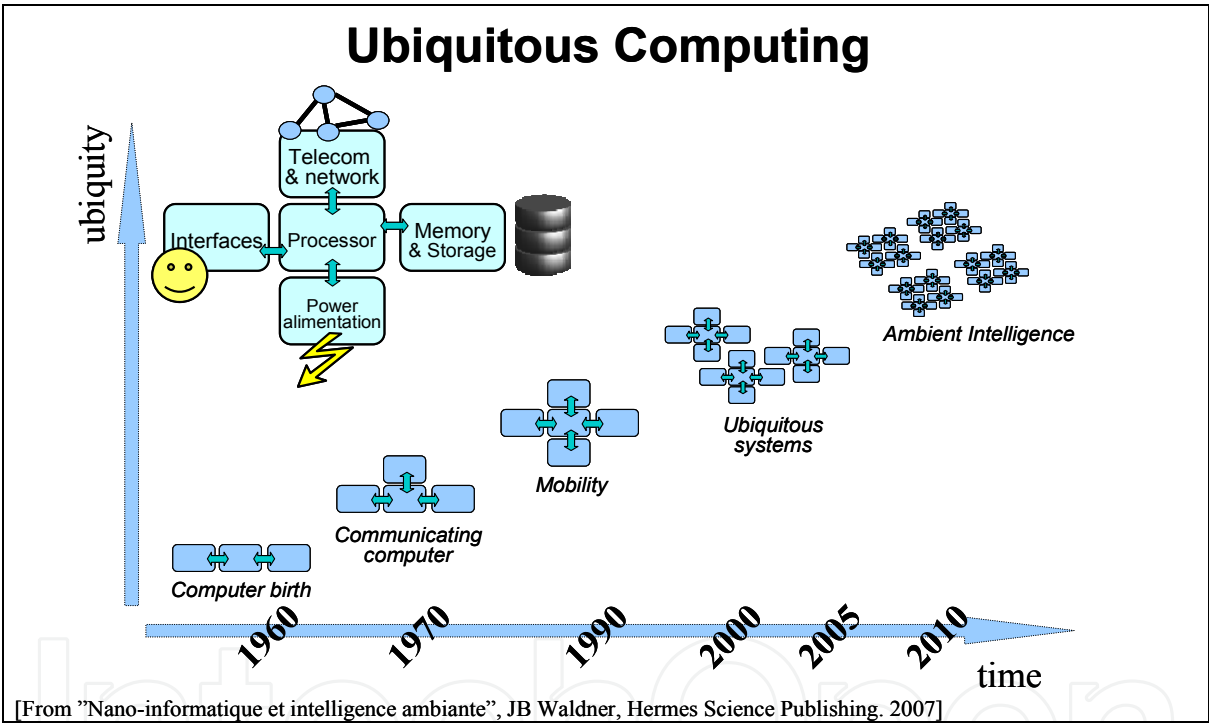 Ubiquitous Computing
ubiquity
Telecom
& network
Interfaces
Processor
Memory
& Storage
Power
alimentation
Ambient Intelligence
Ubiquitous
systems
Mobility
Communicating
computer
Computer birth
1960
1970
1990
2000
2005
2010
time
IntechOpen
[From ”Nano-informatique et intelligence ambiante”, JB Waldner, Hermes Science Publishing. 2007]